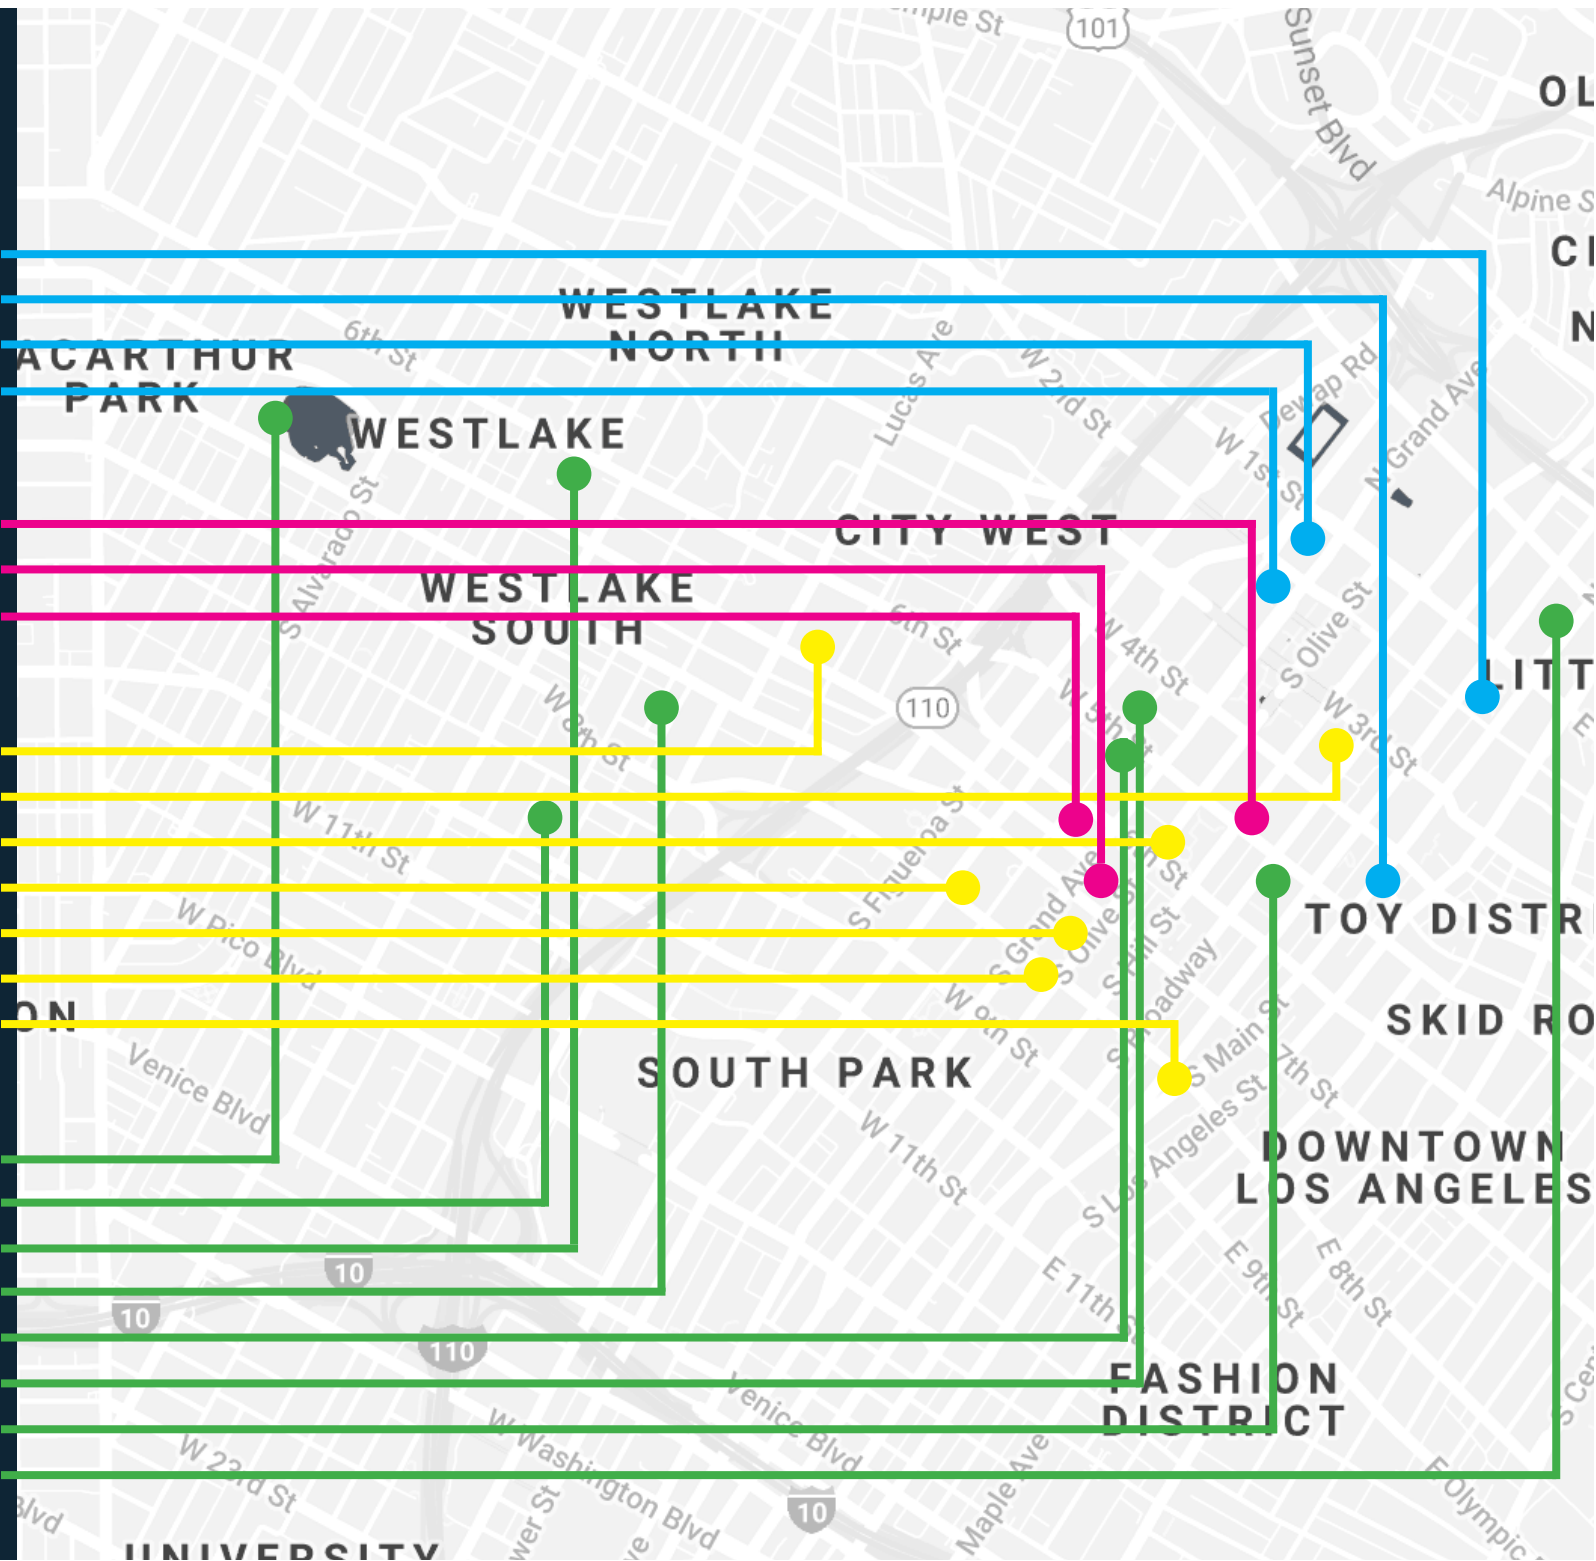 101
Sunset Blvd
OL
Alpine S
CI
WESTLAKE
NORTH
6th St
ACARTHUR
PARK
WESTLAKE
Lucas Ave
W 2nd St
Dewap Rd
W 1st St
N Grand Ave
S Alvarado St
CITY WEST
WESTLAKE
SOUTH
6th St
W 4th St
S Olive St
LITT
W 8th St
110
W 5th St
W 3rd St
W 11th St
S Figueroa St
S Grand Ave
S Olive St
S Hill St
S Broadway
TOY DISTRI
W Pico Blvd
W 9th St
SKID RO
ON
Venice Blvd
SOUTH PARK
S Main St
7th St
S Los Angeles St
W 11th St
DOWNTOWN
LOS ANGELES
E 9th St
E 8th St
E 11th St
10
10
110
FASHION
DISTRICT
Venice Blvd
W Washington Blvd
W 23rd St
Maple Ave
10
E Olympic
Blvd
wer St
UNIVERSITY